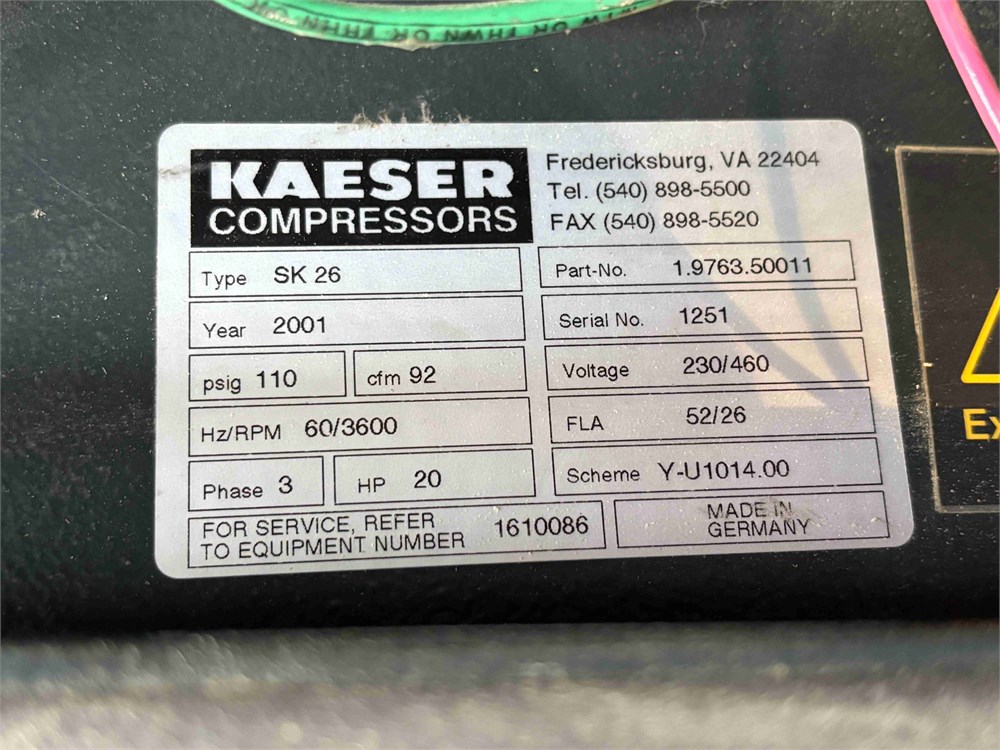 OR THWN OR
KAESER
COMPRESSORS
Fredericksburg, VA 22404
Tel. (540) 898-5500
FAX (540) 898-5520
Type SK 26
Part-No. 1.9763.50011
Year 2001
Serial No. 1251
psig 110 cfm 92
Voltage 230/460
Hz/RPM 60/3600
FLA 52/26
Phase 3 HP 20
Scheme Y-U1014.00
FOR SERVICE, REFER
TO EQUIPMENT NUMBER 1610086
MADE IN
GERMANY